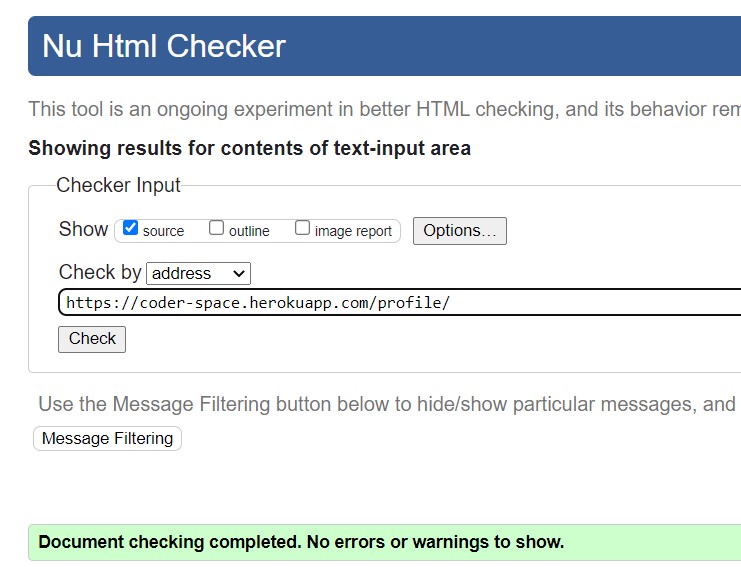 Nu Html Checker
This tool is an ongoing experiment in better HTML checking, and its behavior rem
Showing results for contents of text-input area
Checker Input
Show source outline image report Options...
Check by address
https://coder-space.herokuapp.com/profile/
Check
Use the Message Filtering button below to hide/show particular messages, and
Message Filtering
Document checking completed. No errors or warnings to show.